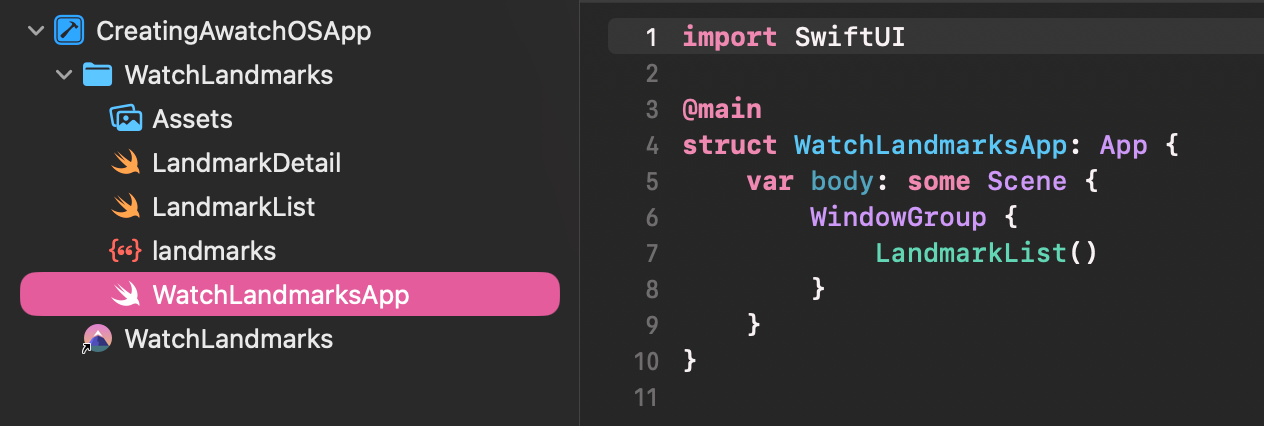 CreatingAwatchOSApp
WatchLandmarks
Assets
LandmarkDetail
LandmarkList
landmarks
WatchLandmarksApp
WatchLandmarks
1 import SwiftUI
2
3 @main
4 struct WatchLandmarksApp: App {
5     var body: some Scene {
6         WindowGroup {
7             LandmarkList()
8         }
9     }
10 }
11